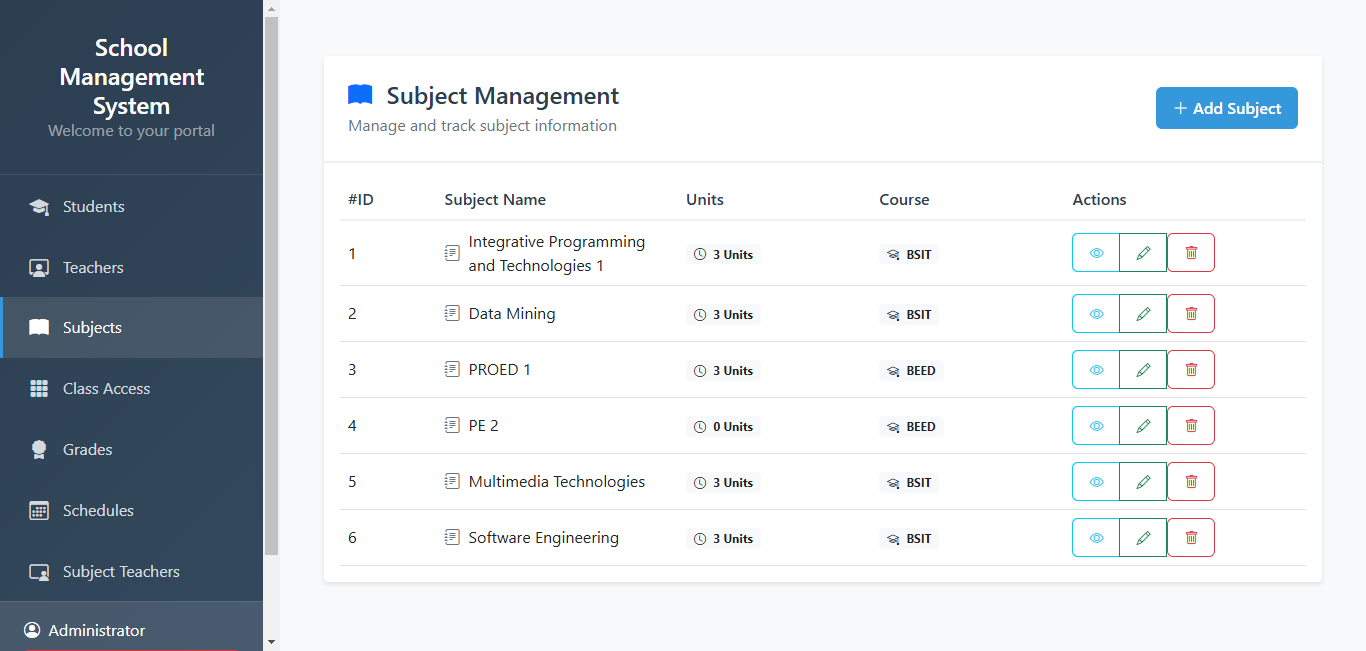 School
Management
System
Welcome to your portal
Students
Teachers
Subjects
Class Access
Grades
Schedules
Subject Teachers
Administrator
Subject Management
Manage and track subject information
+ Add Subject
#ID Subject Name Units Course Actions
1 Integrative Programming
and Technologies 1 3 Units BSIT
2 Data Mining 3 Units BSIT
3 PROED 1 3 Units BEED
4 PE 2 0 Units BEED
5 Multimedia Technologies 3 Units BSIT
6 Software Engineering 3 Units BSIT